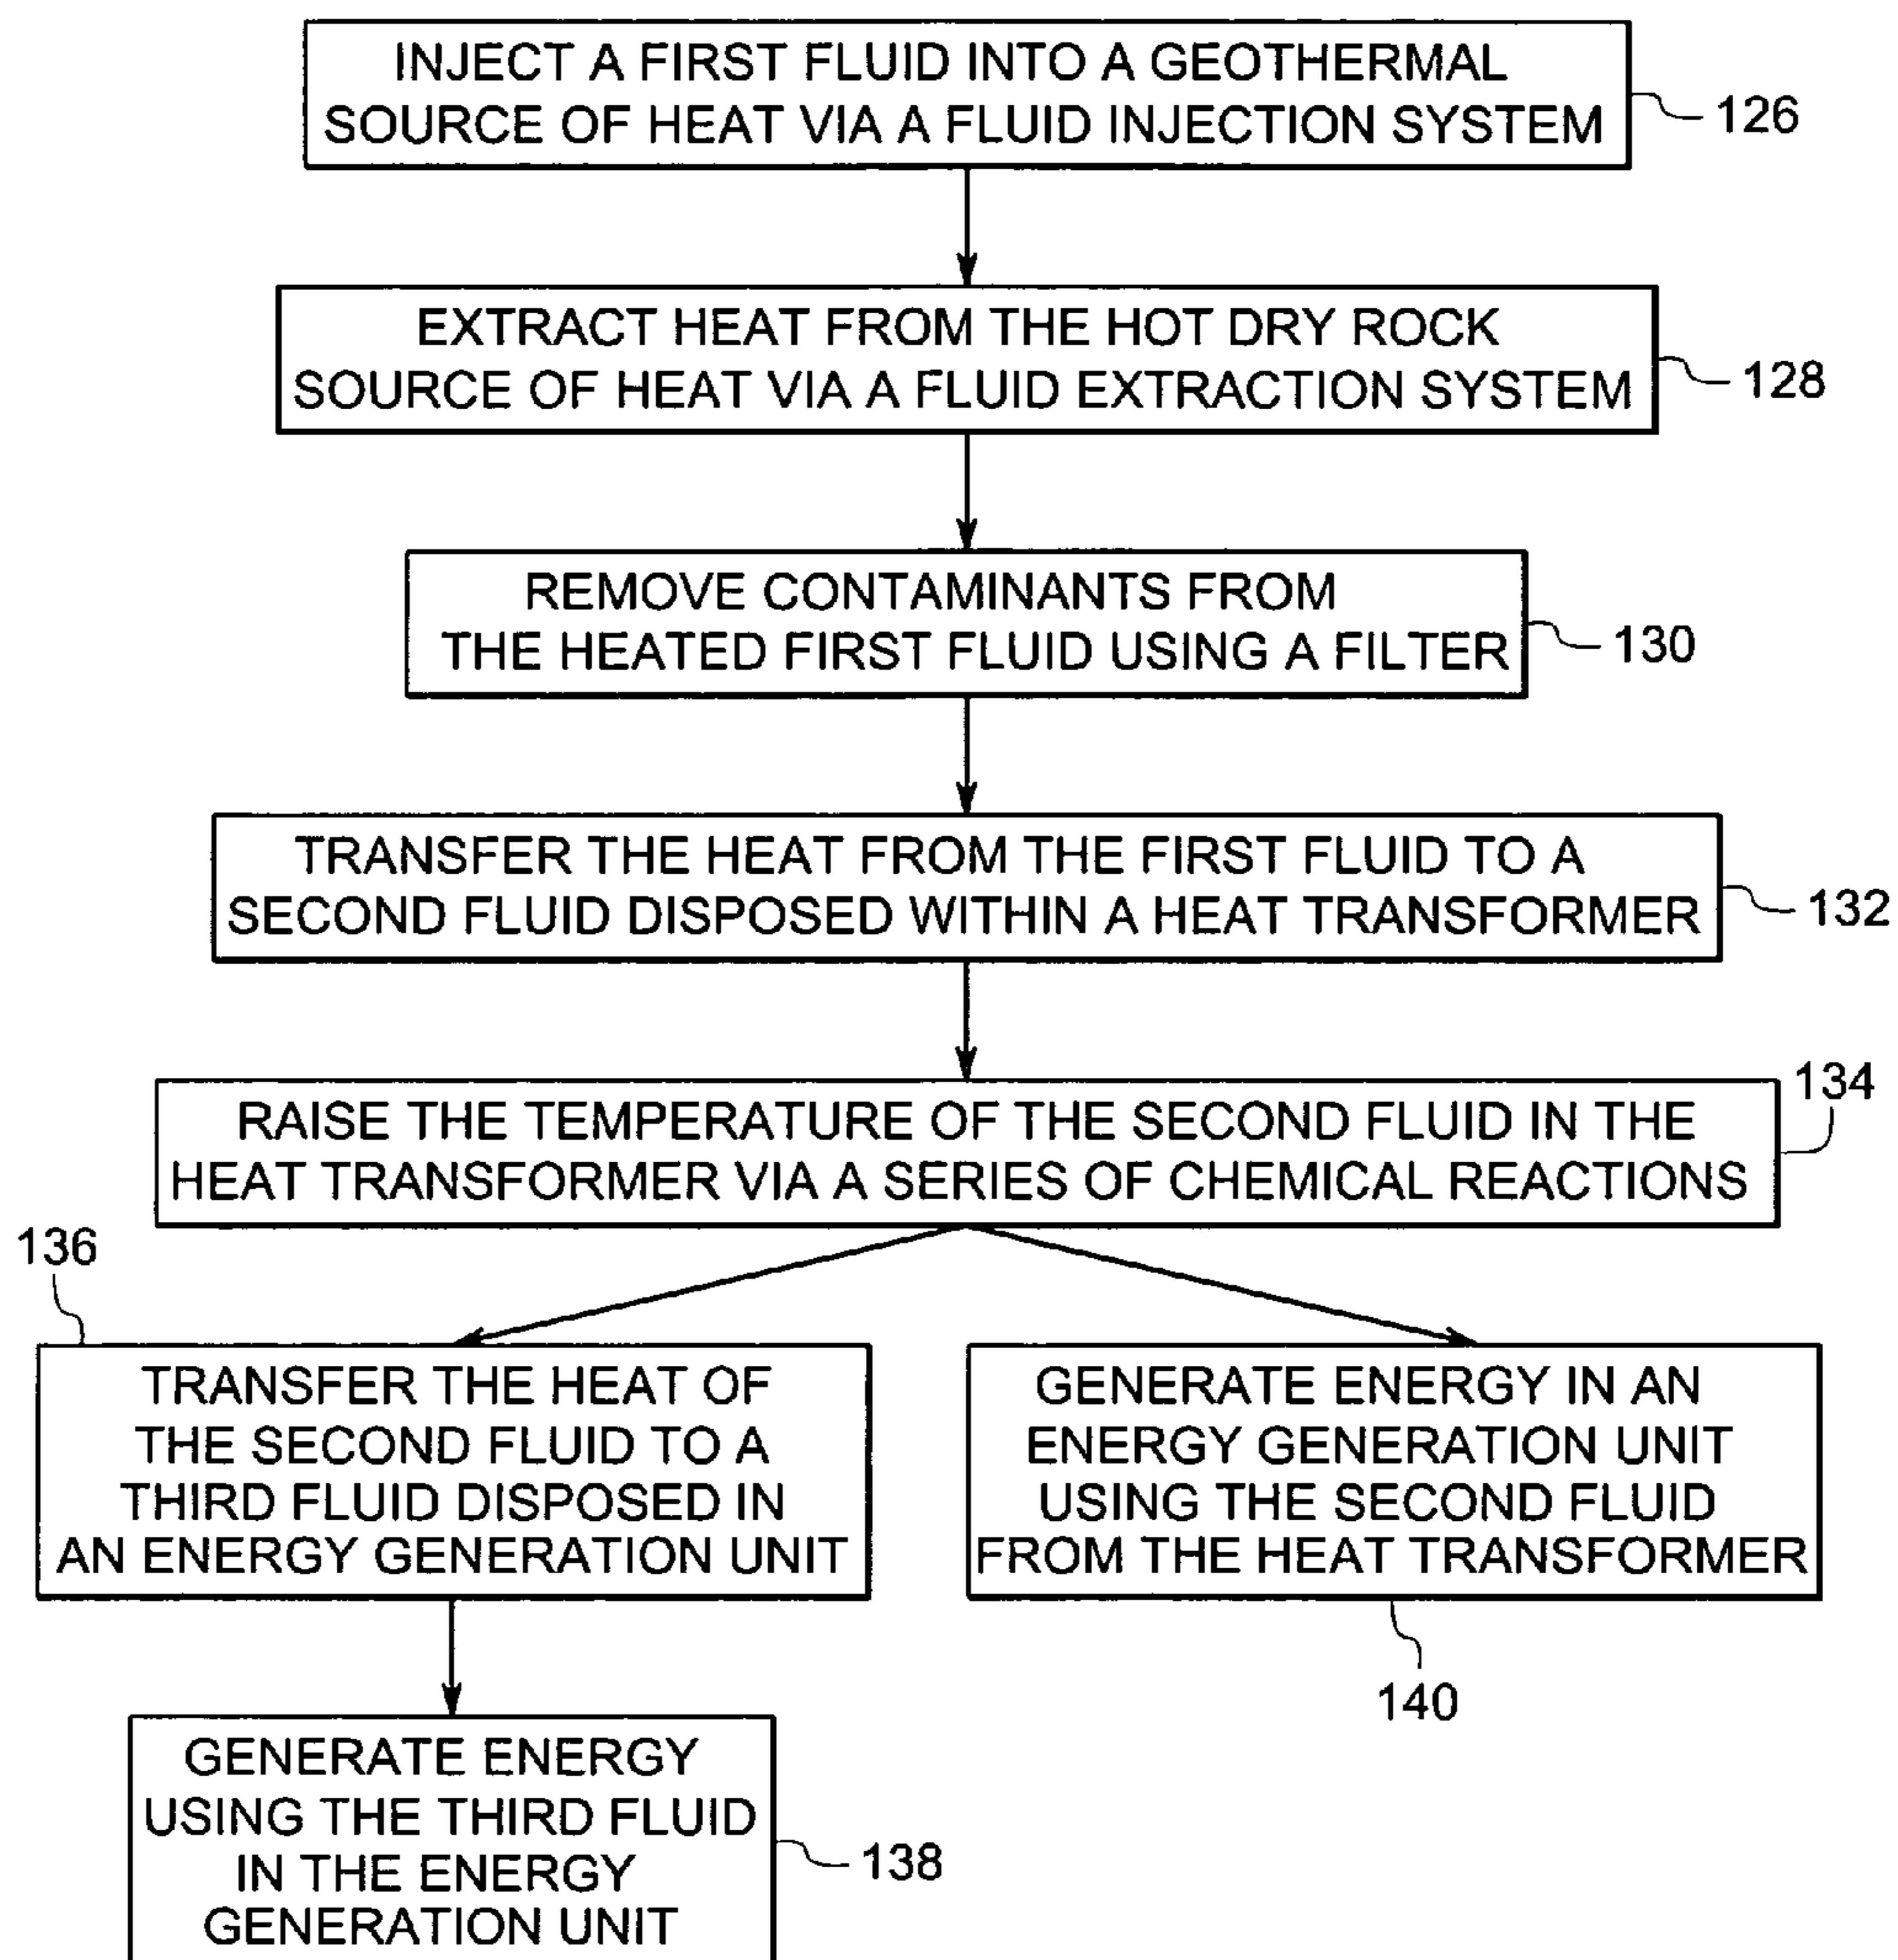 INJECT A FIRST FLUID INTO A GEOTHERMAL
SOURCE OF HEAT VIA A FLUID INJECTION SYSTEM
126
EXTRACT HEAT FROM THE HOT DRY ROCK
SOURCE OF HEAT VIA A FLUID EXTRACTION SYSTEM
128
REMOVE CONTAMINANTS FROM
THE HEATED FIRST FLUID USING A FILTER
130
TRANSFER THE HEAT FROM THE FIRST FLUID TO A
SECOND FLUID DISPOSED WITHIN A HEAT TRANSFORMER
132
RAISE THE TEMPERATURE OF THE SECOND FLUID IN THE
HEAT TRANSFORMER VIA A SERIES OF CHEMICAL REACTIONS
134
136
TRANSFER THE HEAT OF
THE SECOND FLUID TO A
THIRD FLUID DISPOSED IN
AN ENERGY GENERATION UNIT
GENERATE ENERGY IN AN
ENERGY GENERATION UNIT
USING THE SECOND FLUID
FROM THE HEAT TRANSFORMER
140
GENERATE ENERGY
USING THE THIRD FLUID
IN THE ENERGY
GENERATION UNIT
138